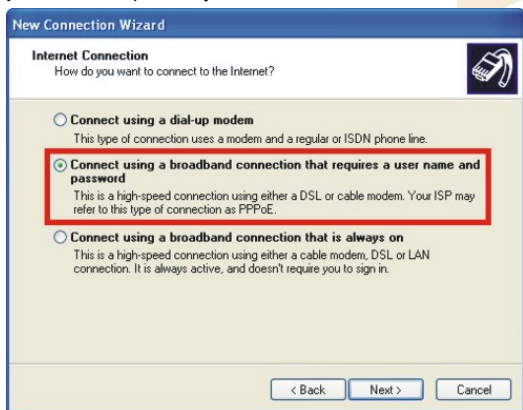 New Connection Wizard
Internet Connection
How do you want to connect to the Internet?
Connect using a dial-up modem
This type of connection uses a modem and a regular or ISDN phone line.
Connect using a broadband connection that requires a user name and
password
This is a high-speed connection using either a DSL or cable modem. Your ISP may
refer to this type of connection as PPPoE.
Connect using a broadband connection that is always on
This is a high-speed connection using either a cable modem, DSL or LAN
connection. It is always active, and doesn't require you to sign in.
< Back Next > Cancel